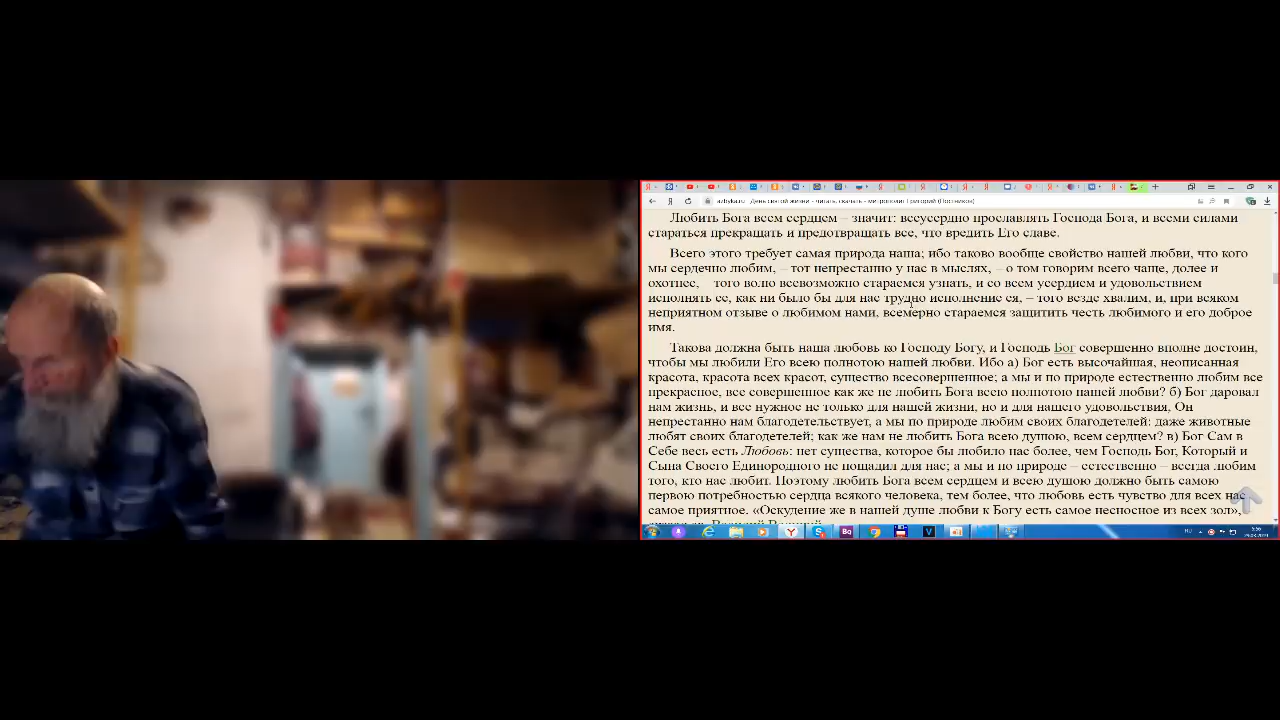 azbyka.ru День святой жизни - читать, скачать - митрополит Григорий (Постников)
Любить Бога всем сердцем – значит: всеусердно прославлять Господа Бога, и всеми силами
стараться прекращать и предотвращать все, что вредить Его славе.
Всего этого требует самая природа наша; ибо таково вообще свойство нашей любви, что кого
мы сердечно любим, – тот непрестанно у нас в мыслях, – о том говорим всего чаще, долее и
охотнее, – того волю всевозможно стараемся узнать, и со всем усердием и удовольствием
исполнять ее, как ни было бы для нас трудно исполнение ея, – того везде хвалим, и, при всяком
неприятном отзыве о любимом нами, всемерно стараемся защитить честь любимого и его доброе
имя.
Такова должна быть наша любовь ко Господу Богу, и Господь Бог совершенно вполне достоин,
чтобы мы любили Его всею полнотою нашей любви. Ибо а) Бог есть высочайшая, неописанная
красота, красота всех красот, существо всесовершенное; а мы и по природе естественно любим все
прекрасное, все совершенное как же не любить Бога всею полнотою нашей любви? б) Бог даровал
нам жизнь, и все нужное не только для нашей жизни, но и для нашего удовольствия, Он
непрестанно нам благодетельствует, а мы по природе любим своих благодетелей: даже животные
любят своих благодетелей; как же нам не любить Бога всею душою, всем сердцем? в) Бог Сам в
Себе весь есть Любовь: нет существа, которое бы любило нас более, чем Господь Бог, Который и
Сына Своего Единородного не пощадил для нас; а мы и по природе – естественно – всегда любим
того, кто нас любит. Поэтому любить Бога всем сердцем и всею душою должно быть самою
первою потребностью сердца всякого человека, тем более, что любовь есть чувство для всех нас
самое приятное. «Оскудение же в нашей душе любви к Богу есть самое несносное из всех зол»,